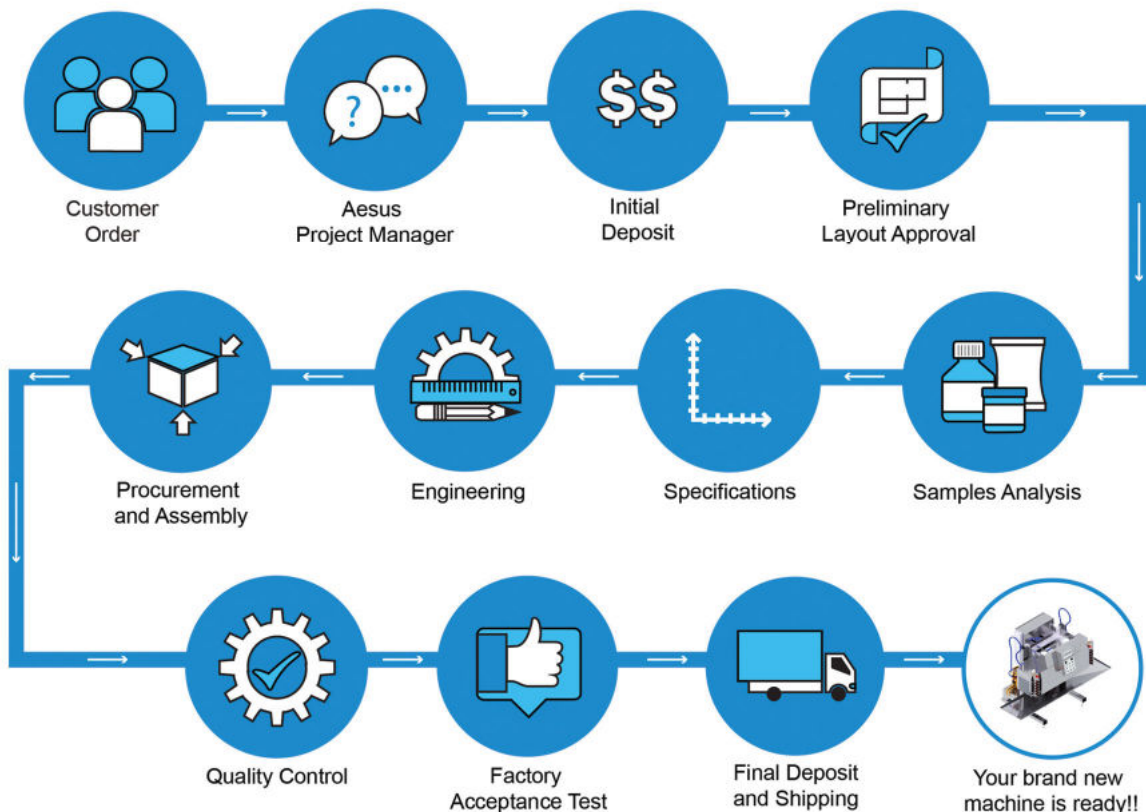 Customer
Order
Aesus
Project Manager
?
$$
Initial
Deposit
Preliminary
Layout Approval
Samples Analysis
Specifications
Engineering
Procurement
and Assembly
Quality Control
Factory
Acceptance Test
Final Deposit
and Shipping
Your brand new
machine is ready!!